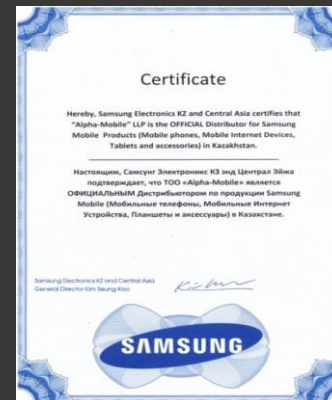 Certificate
Hereby, Samsung Electronics KZ and Central Asia certifies that
"Alpha-Mobile" LLP is the OFFICIAL Distributor for Samsung
Mobile Products (Mobile phones, Mobile Internet Devices,
Tablets and accessories) in Kazakhstan.
Настоящим, Самсунг Электроникс КЗ энд Централ Эйжа
подтверждает, что ТОО «Alpha-Mobile» является
ОФИЦИАЛЬНЫМ Дистрибьютором по продукции Samsung
Mobile (Мобильные телефоны, Мобильные Интернет
Устройства, Планшеты и аксессуары) в Казахстане.
Samsung Electronics KZ and Central Asia
General Director Kim Seung Koo
SAMSUNG